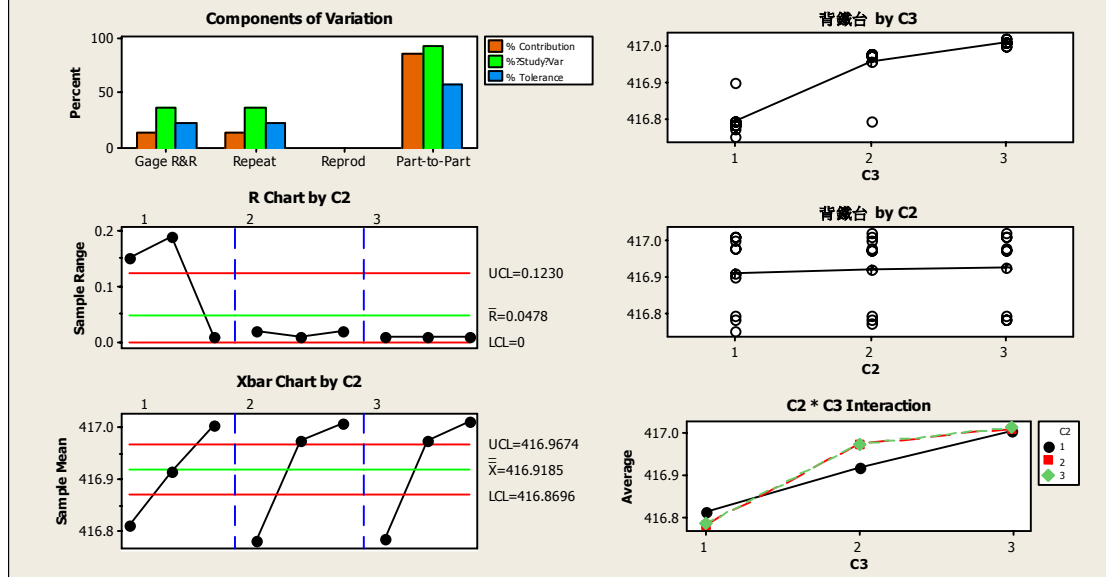 Components of Variation
100
50
0
Percent
Gage R&R
Repeat
Reprod
Part-to-Part
% Contribution
%?Study?Var
% Tolerance
R Chart by C2
1
2
3
0.2
0.1
0.0
Sample Range
UCL=0.1230
R=0.0478
LCL=0
Xbar Chart by C2
1
2
3
417.0
416.9
416.8
Sample Mean
UCL=416.9674
X=416.9185
LCL=416.8696
背鐵台 by C3
417.0
416.9
416.8
1
2
3
C3
背鐵台 by C2
417.0
416.9
416.8
1
2
3
C2
C2 * C3 Interaction
417.0
416.9
416.8
Average
1
2
3
C3
C2
1
2
3